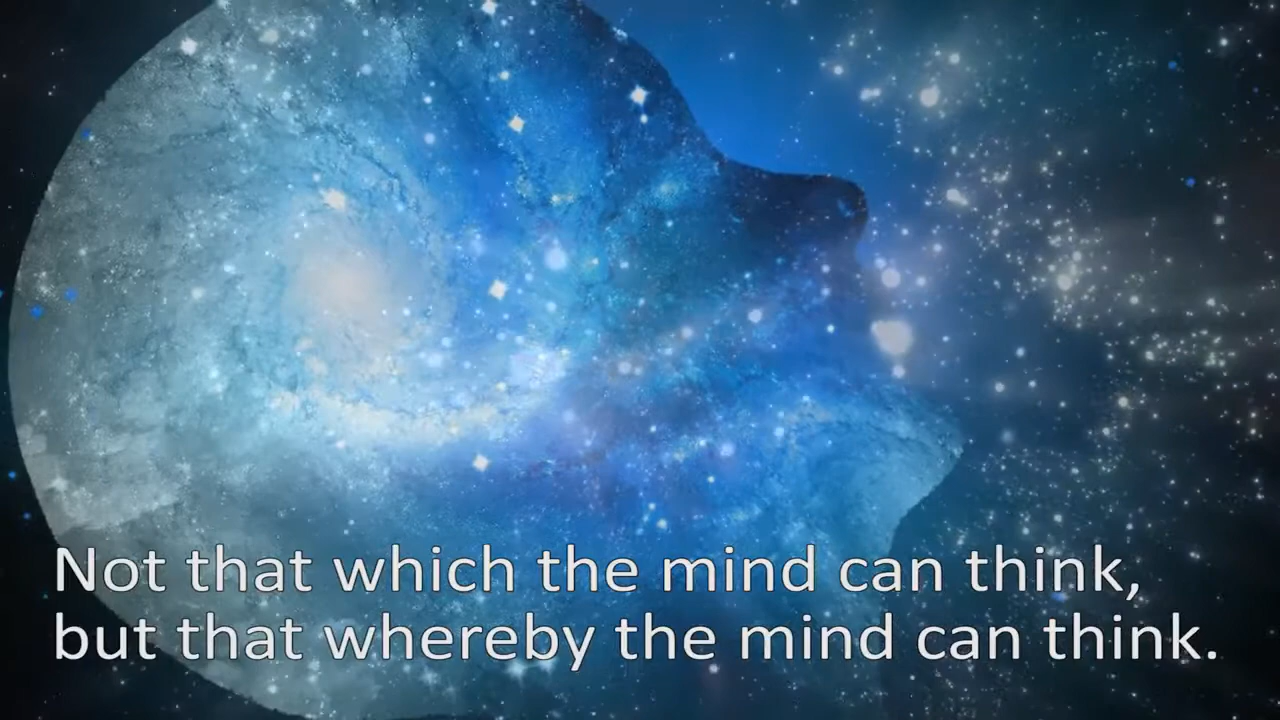 Not that which the mind can think,
but that whereby the mind can think.